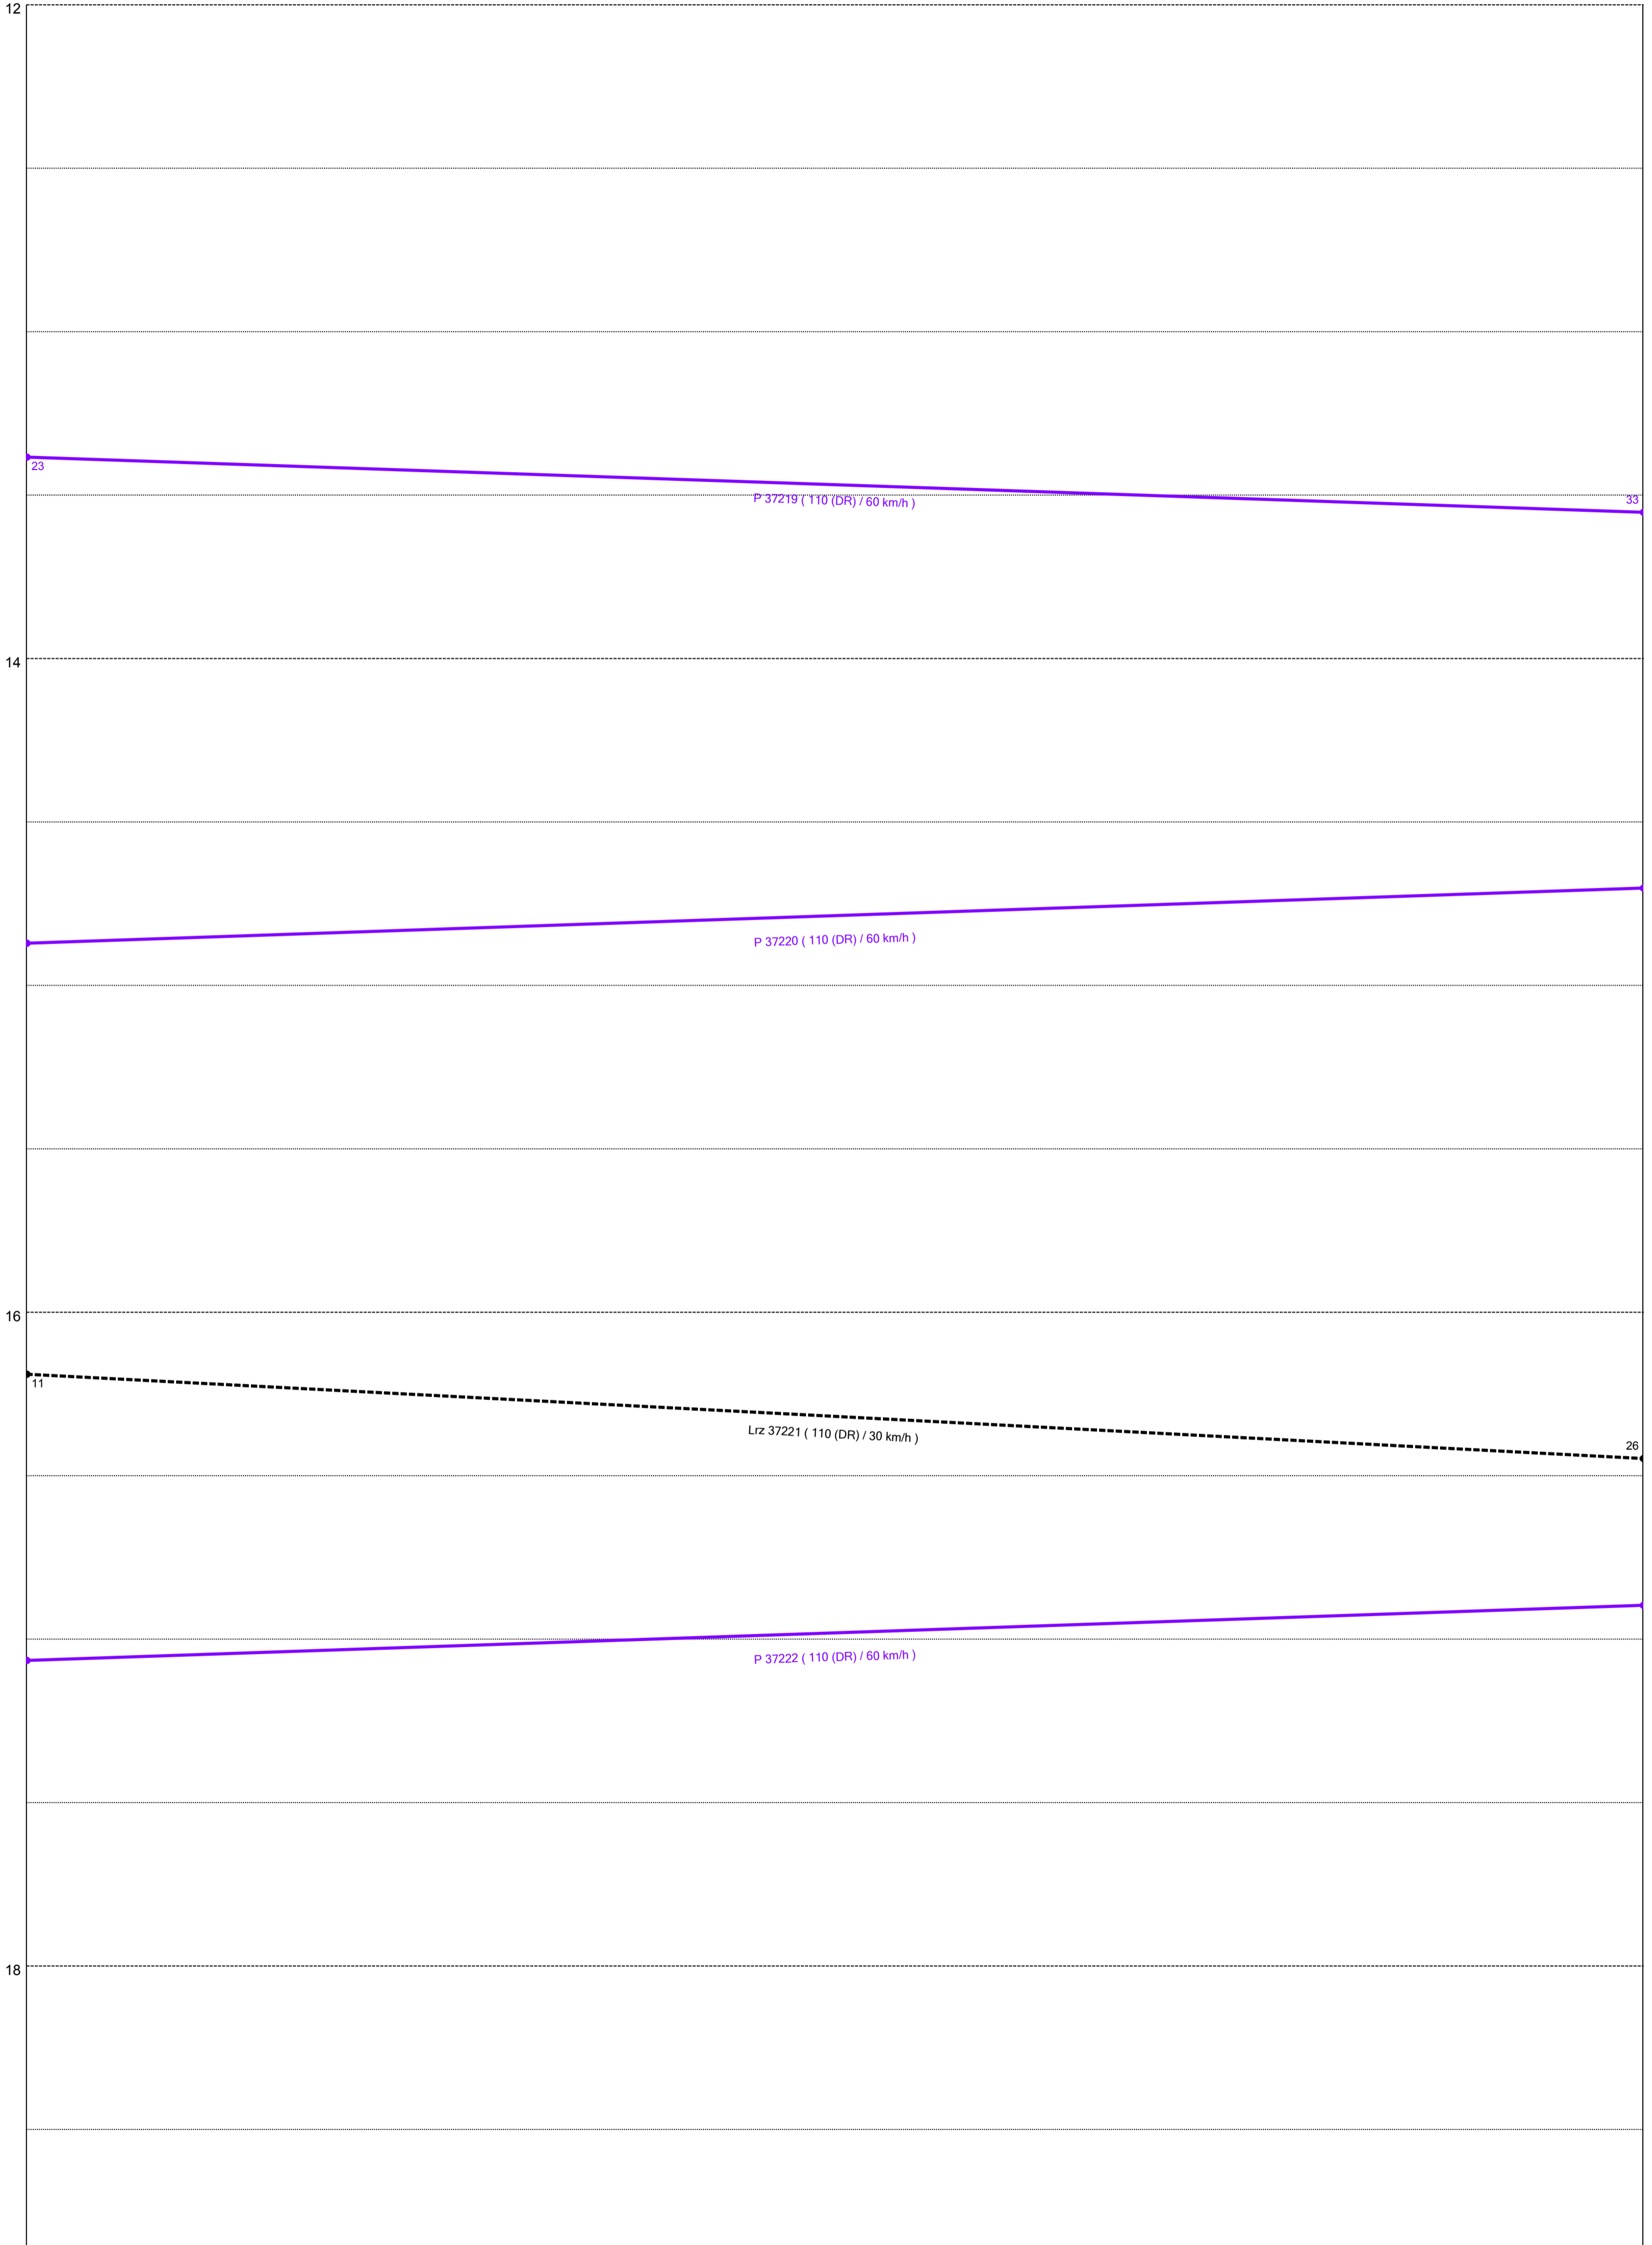 12
23
P 37219 ( 110 (DR) / 60 km/h )
33
14
P 37220 ( 110 (DR) / 60 km/h )
16
11
Lrz 37221 ( 110 (DR) / 30 km/h )
26
P 37222 ( 110 (DR) / 60 km/h )
18